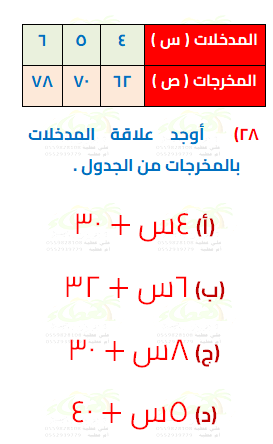 المدخلات ( س ) ٤ ٥ ٦
المخرجات ( ص ) ٦٢ ٧٠ ٧٨
٢٨) أوجد علاقة المدخلات
بالمخرجات من الجدول .
(أ) ٤س + ٣٠
(ب) ٦س + ٣٢
(ج) ٨س + ٣٠
(د) ٥س + ٤٠